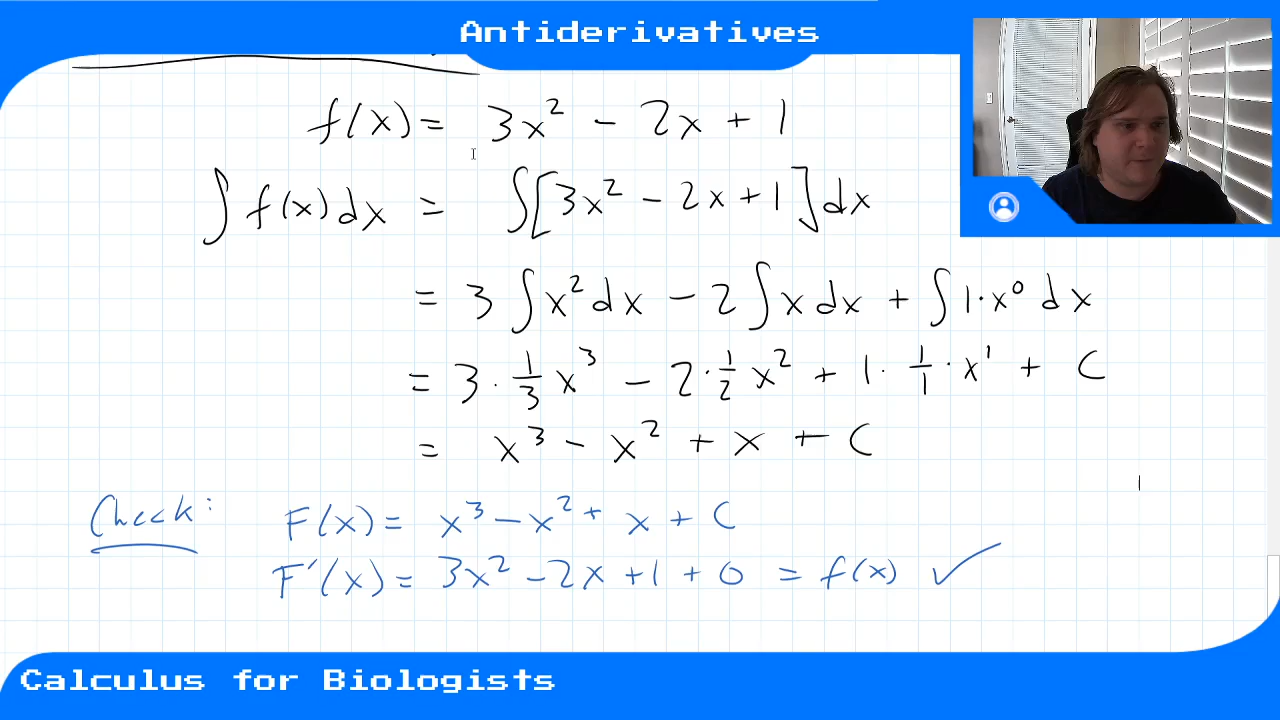 Antiderivatives
f(x) = 3x² - 2x + 1
∫ f(x) dx = ∫[3x² - 2x + 1] dx
= 3 ∫ x² dx - 2 ∫ x dx + ∫ 1·x⁰ dx
= 3 · 1/3 x³ - 2 · 1/2 x² + 1 · 1/1 · x¹ + C
= x³ - x² + x + C
Check: F(x) = x³ - x² + x + C
F′(x) = 3x² - 2x + 1 + 0 = f(x) ✓
Calculus for Biologists